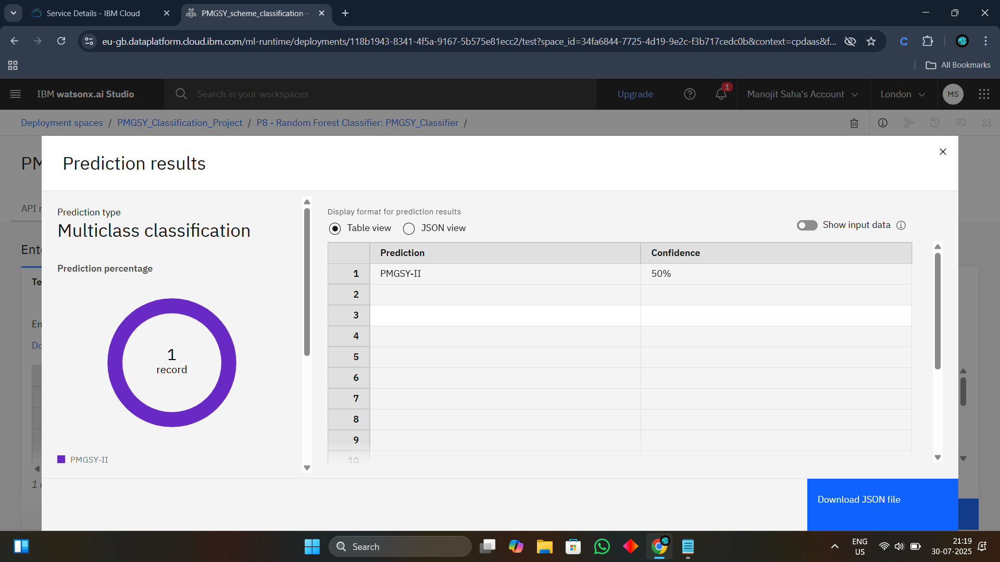 Service Details - IBM Cloud
PMGSY_scheme_classification –
eu-gb.dataplatform.cloud.ibm.com/ml-runtime/deployments/118b1943-8341-4f5a-9167-5b575e81ecc2/test?space_id=34fa6844-7725-4d19-9e2c-f3b717cedc0b&context=cpdaas&f...
All Bookmarks
IBM watsonx.ai Studio
Search in your workspaces
Upgrade
1
Manojit Saha's Account
London
MS
Deployment spaces / PMGSY_Classification_Project / P8 - Random Forest Classifier: PMGSY_Classifier /
PM
Prediction results
API r
Prediction type
Multiclass classification
Display format for prediction results
Table view
JSON view
Show input data
Ente
Prediction percentage
Te
En
Do
1
record
PMGSY-II
1 r
Prediction Confidence
1 PMGSY-II 50%
2
3
4
5
6
7
8
9
10
Download JSON file
Search
ENG
US
21:19
30-07-2025